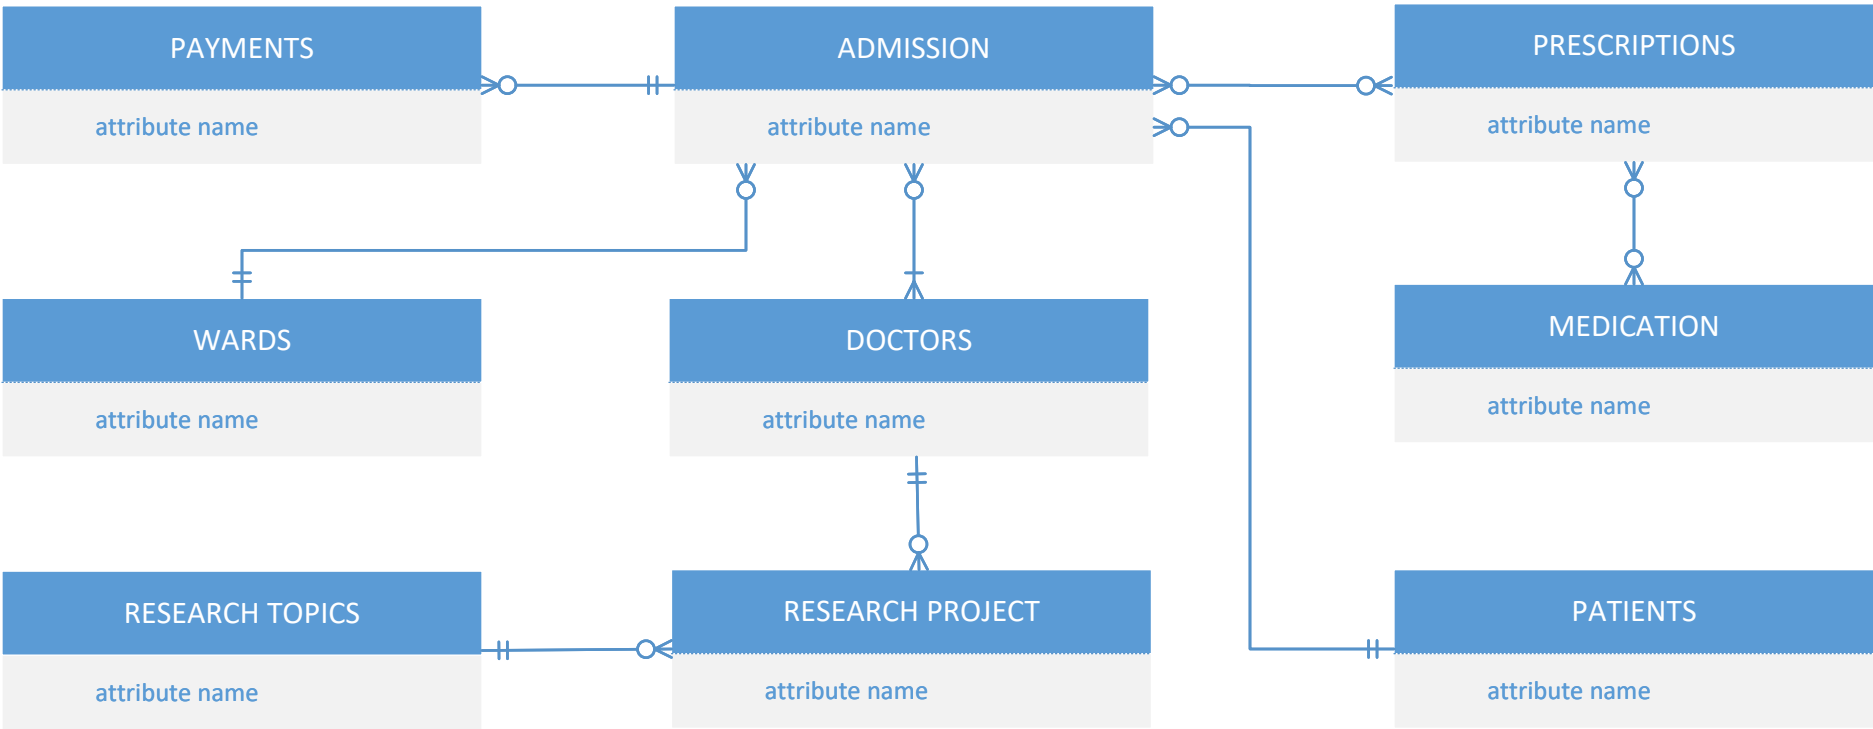 PAYMENTS
attribute name
ADMISSION
attribute name
PRESCRIPTIONS
attribute name
WARDS
attribute name
DOCTORS
attribute name
MEDICATION
attribute name
RESEARCH TOPICS
attribute name
RESEARCH PROJECT
attribute name
PATIENTS
attribute name